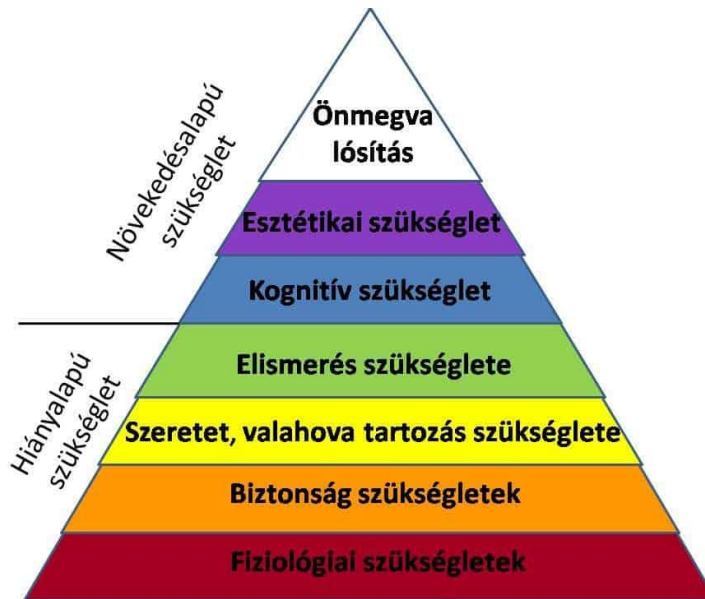 Önmegva
lósítás
Növekedésalapú
szükséglet
Esztétikai szükséglet
Kognitív szükséglet
Hiányalapú
szükséglet
Elismerés szükséglete
Szeretet, valahova tartozás szükséglete
Biztonság szükségletek
Fiziológiai szükségletek